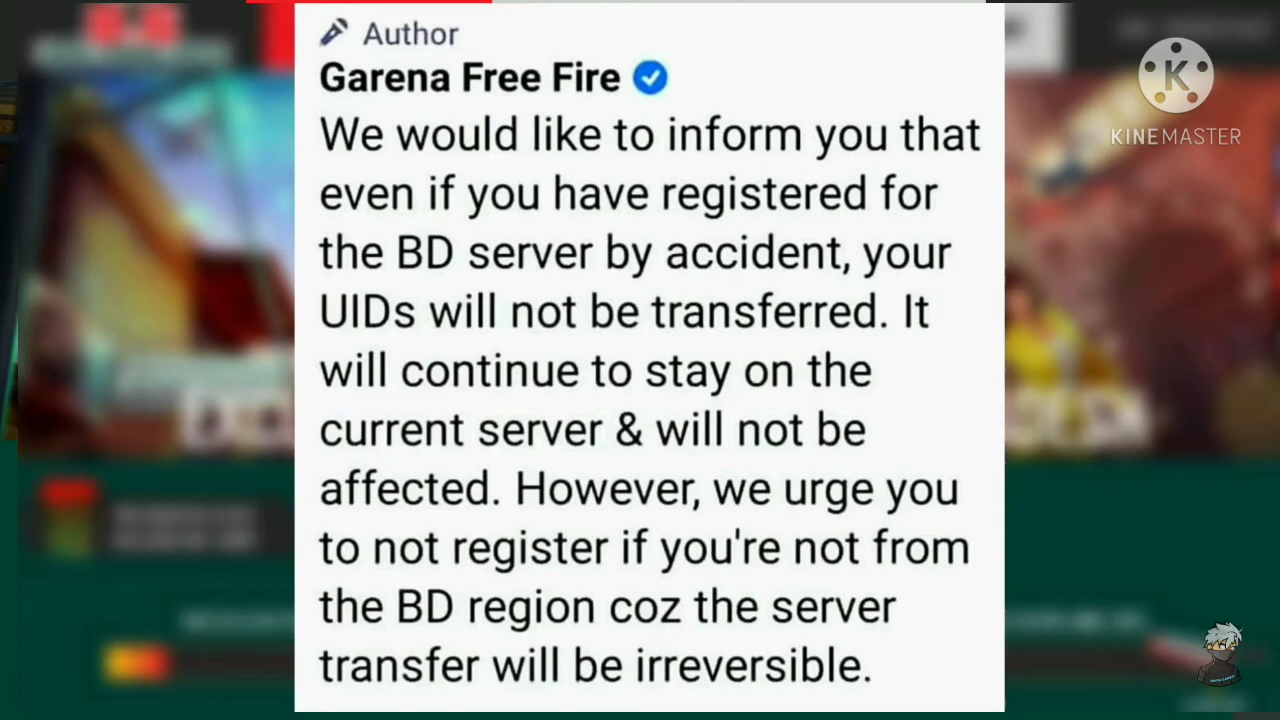 Author
Garena Free Fire
We would like to inform you that
even if you have registered for
the BD server by accident, your
UIDs will not be transferred. It
will continue to stay on the
current server & will not be
affected. However, we urge you
to not register if you're not from
the BD region coz the server
transfer will be irreversible.
K
KINEMASTER